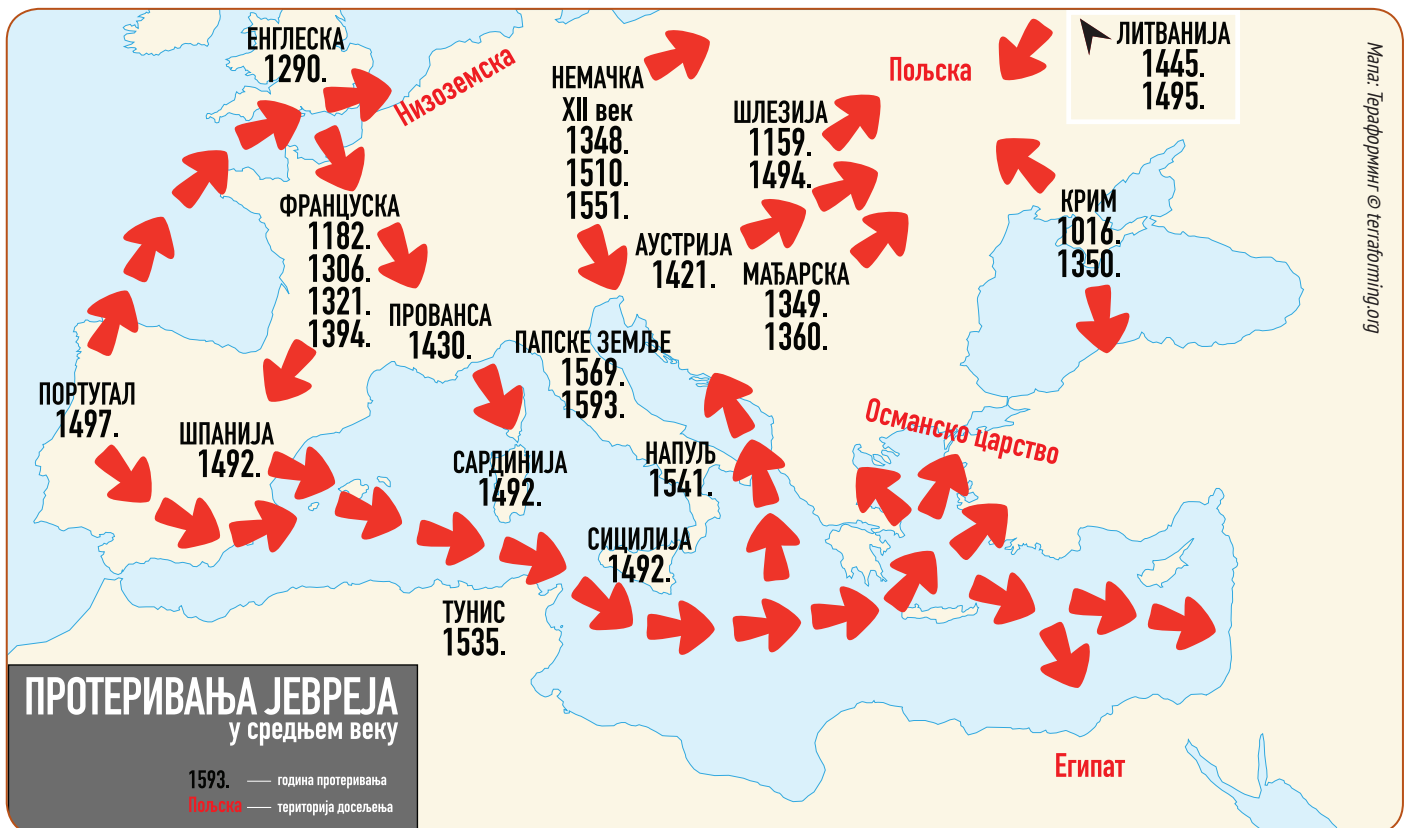 ЕНГЛЕСКА
1290.
Низоземска
НЕМАЧКА
XII век
1348.
1510.
1551.
ШЛЕЗИЈА
1159.
1494.
Пољска
ЛИТВАНИЈА
1445.
1495.
Мапа: Тераформинг © terraforming.org
ФРАНЦУСКА
1182.
1306.
1321.
1394.
АУСТРИЈА
1421.
МАЂАРСКА
1349.
1360.
КРИМ
1016.
1350.
ПРОВАНСА
1430.
ПАПСКЕ ЗЕМЉЕ
1569.
1593.
ПОРТУГАЛ
1497.
ШПАНИЈА
1492.
САРДИНИЈА
1492.
НАПУЉ
1541.
Османско царство
СИЦИЛИЈА
1492.
ТУНИС
1535.
Египат
ПРОТЕРИВАЊА ЈЕВРЕЈА
у средњем веку
1593. — година протеривања
Пољска — територија досељења